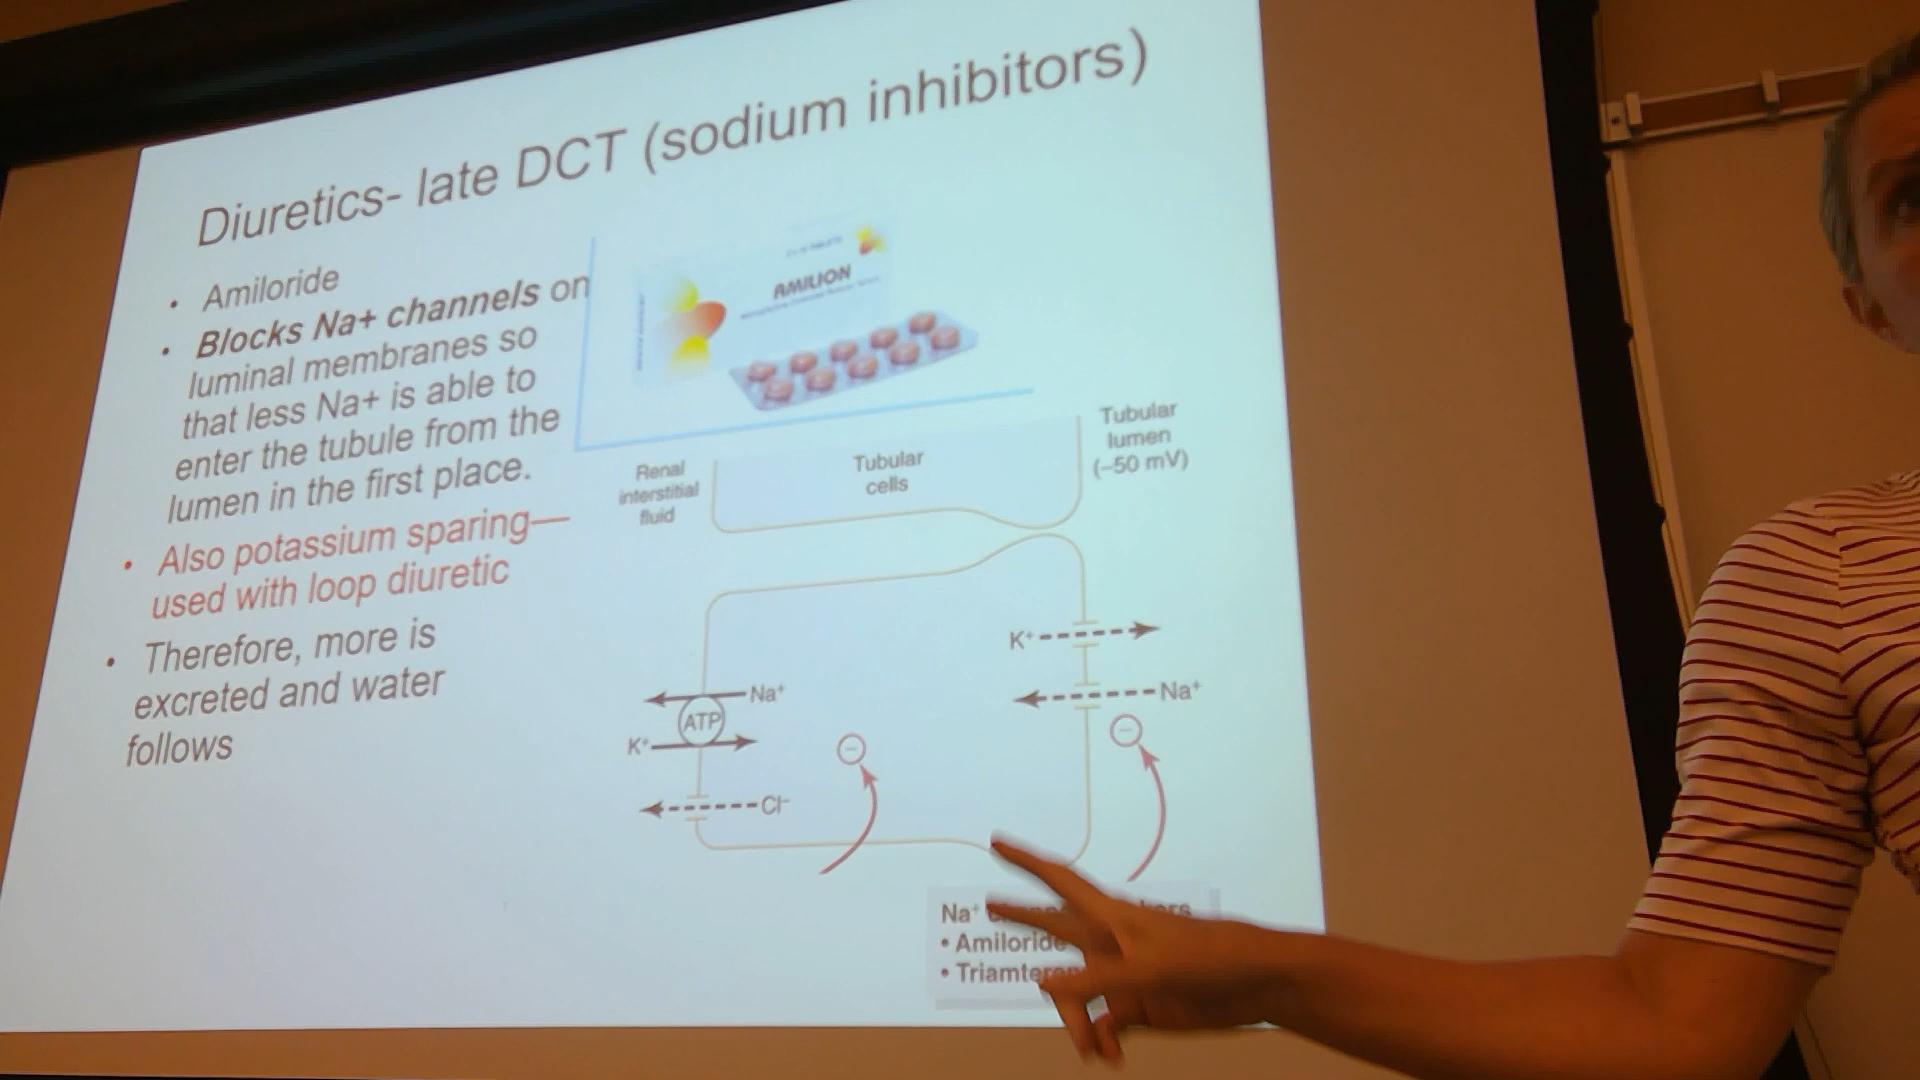 Diuretics- late DCT (sodium inhibitors)
• Amiloride
• Blocks Na+ channels on
luminal membranes so
that less Na+ is able to
enter the tubule from the
lumen in the first place.
• Also potassium sparing—
used with loop diuretic
• Therefore, more is
excreted and water
follows
AMILION
Renal
interstitial
fluid
Tubular
cells
Tubular
lumen
(–50 mV)
K⁺
Na⁺
Na⁺
ATP
K⁺
Cl⁻
Na⁺
• Amiloride